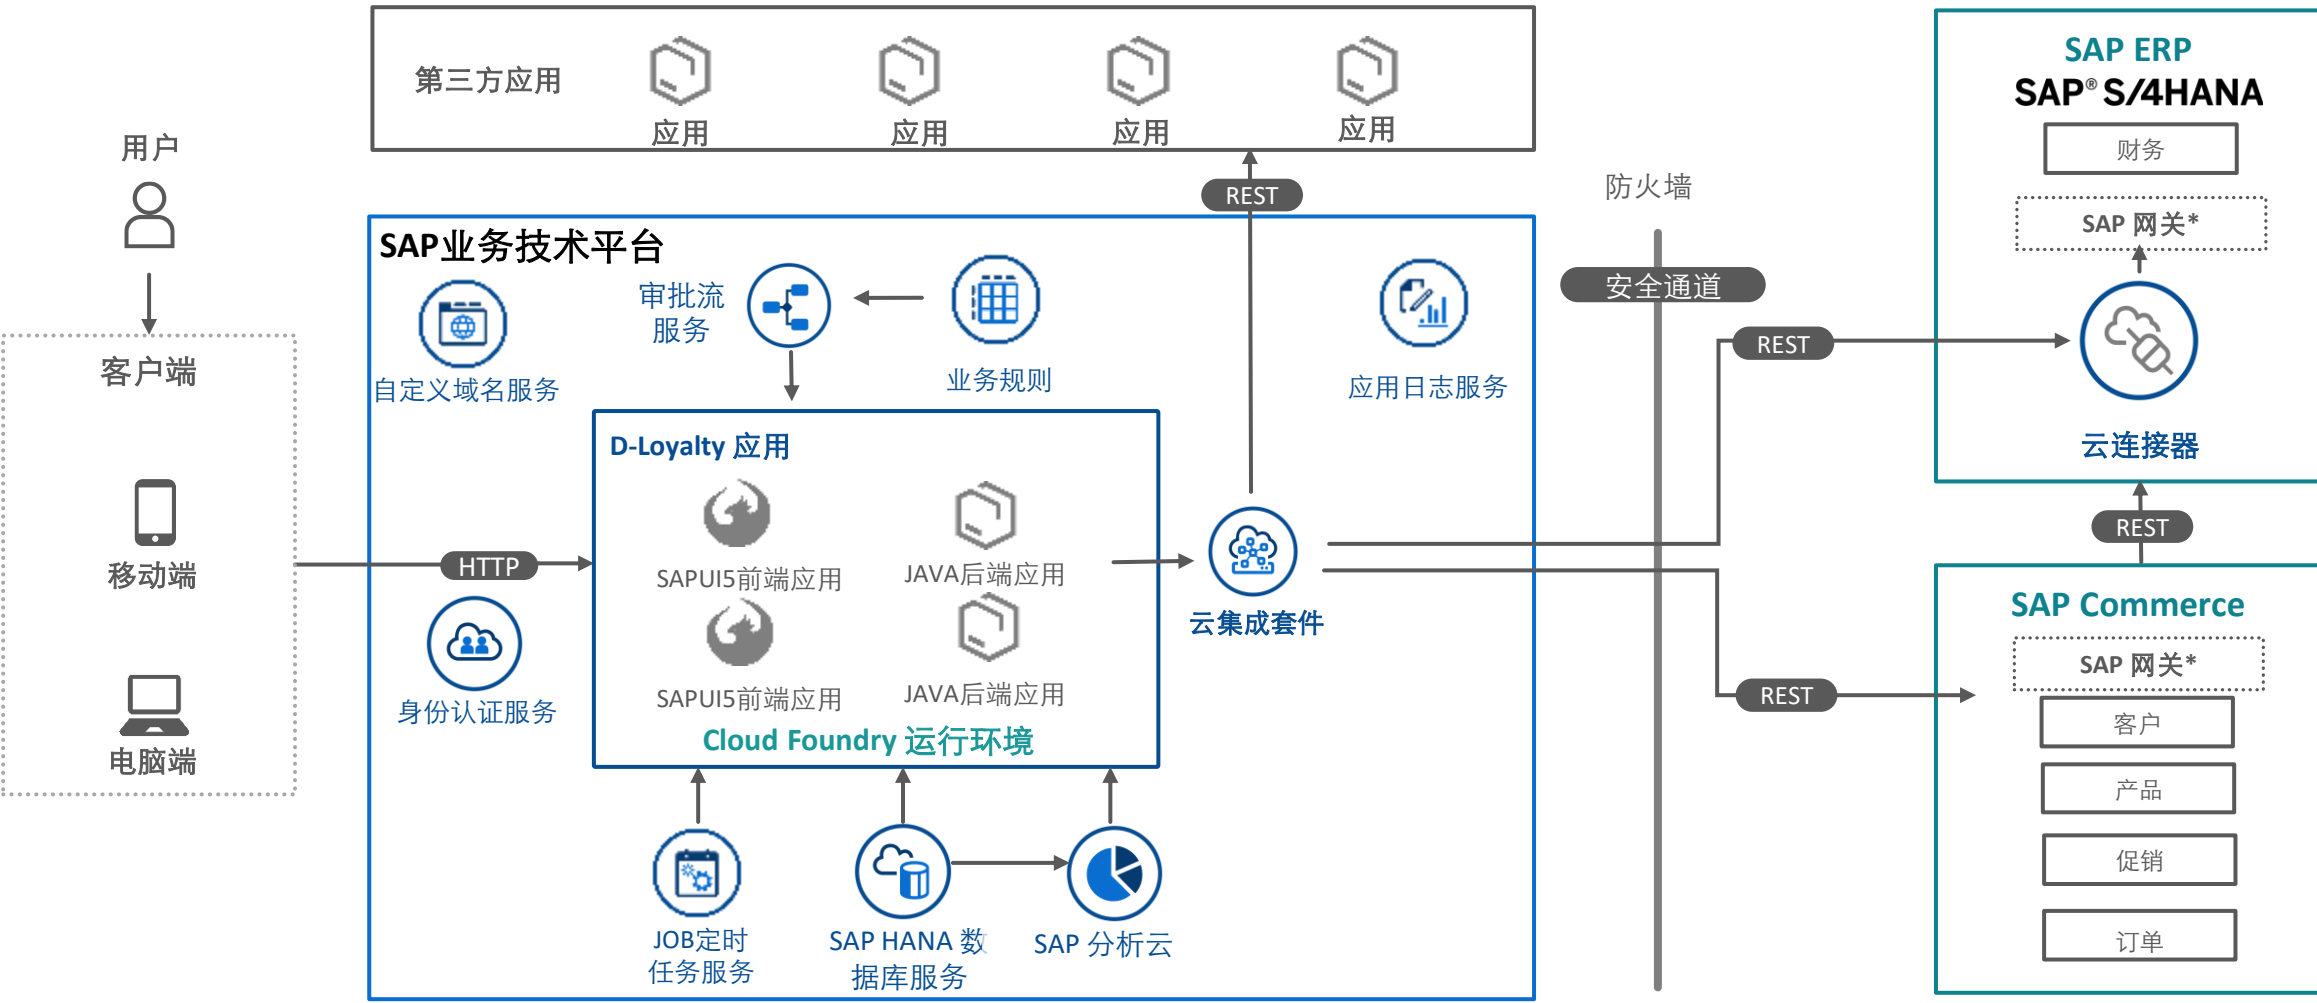 第三方应用
应用
应用
应用
应用
用户
客户端
移动端
电脑端
REST
SAP业务技术平台
自定义域名服务
审批流
服务
业务规则
应用日志服务
HTTP
身份认证服务
D-Loyalty 应用
SAPUI5前端应用
JAVA后端应用
SAPUI5前端应用
JAVA后端应用
Cloud Foundry 运行环境
云集成套件
JOB定时
任务服务
SAP HANA 数
据库服务
SAP 分析云
防火墙
安全通道
REST
REST
SAP ERP
SAP® S/4HANA
财务
SAP 网关*
云连接器
REST
SAP Commerce
SAP 网关*
客户
产品
促销
订单